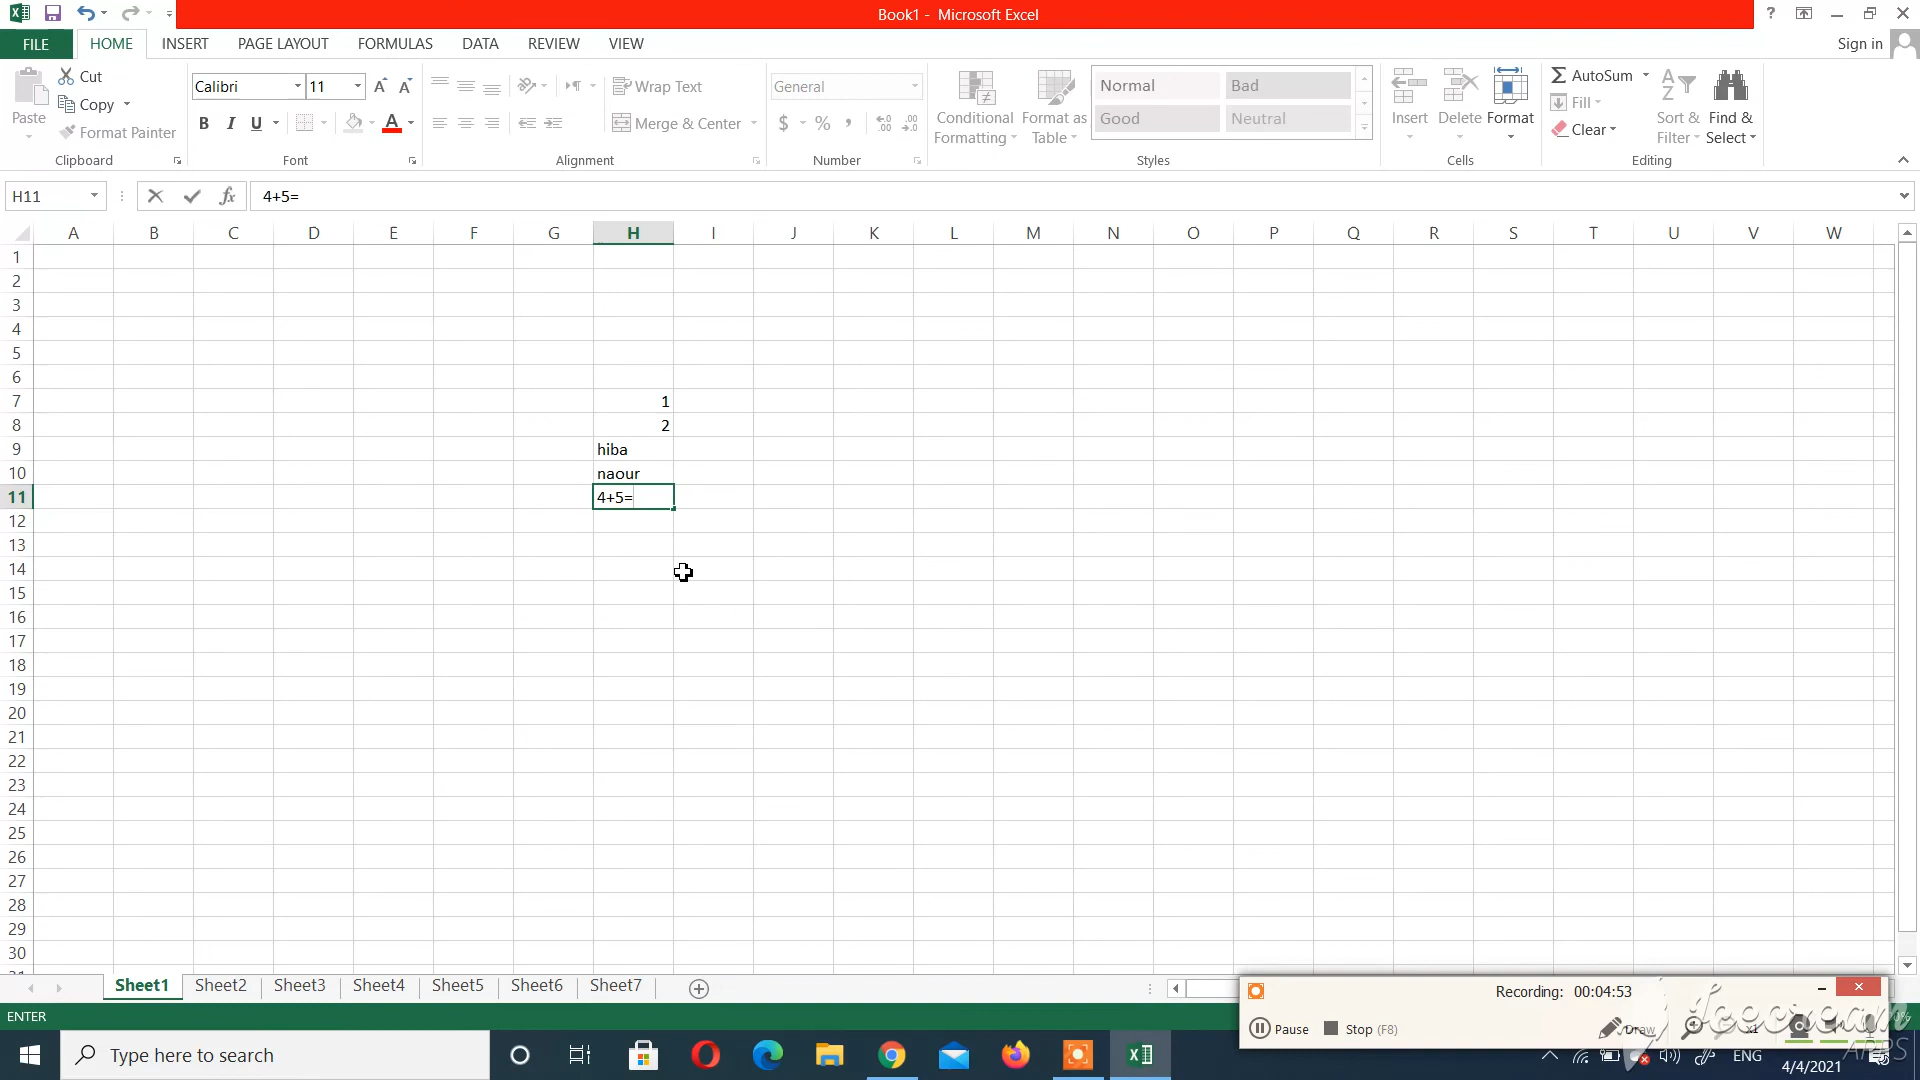 Book1 - Microsoft Excel
?
FILE HOME INSERT PAGE LAYOUT FORMULAS DATA REVIEW VIEW
Sign in
Paste
Cut
Copy
Format Painter
Clipboard
Calibri 11
B I U A
Font
Wrap Text
Merge & Center
Alignment
General
$ % ,
Number
Conditional
Formatting
Format as
Table
Normal Bad
Good Neutral
Styles
Insert Delete Format
Cells
AutoSum
Fill
Clear
Sort &
Filter
Find &
Select
Editing
H11 fx 4+5=
A B C D E F G H I J K L M N O P Q R S T U V W
1
2
3
4
5
6
7 1
8 2
9 hiba
10 naour
11 4+5=
12
13
14
15
16
17
18
19
20
21
22
23
24
25
26
27
28
29
30
Sheet1 Sheet2 Sheet3 Sheet4 Sheet5 Sheet6 Sheet7
ENTER
Recording: 00:04:53
Pause Stop (F8) Draw x1
Icecream
APPS
Type here to search
ENG
4/4/2021